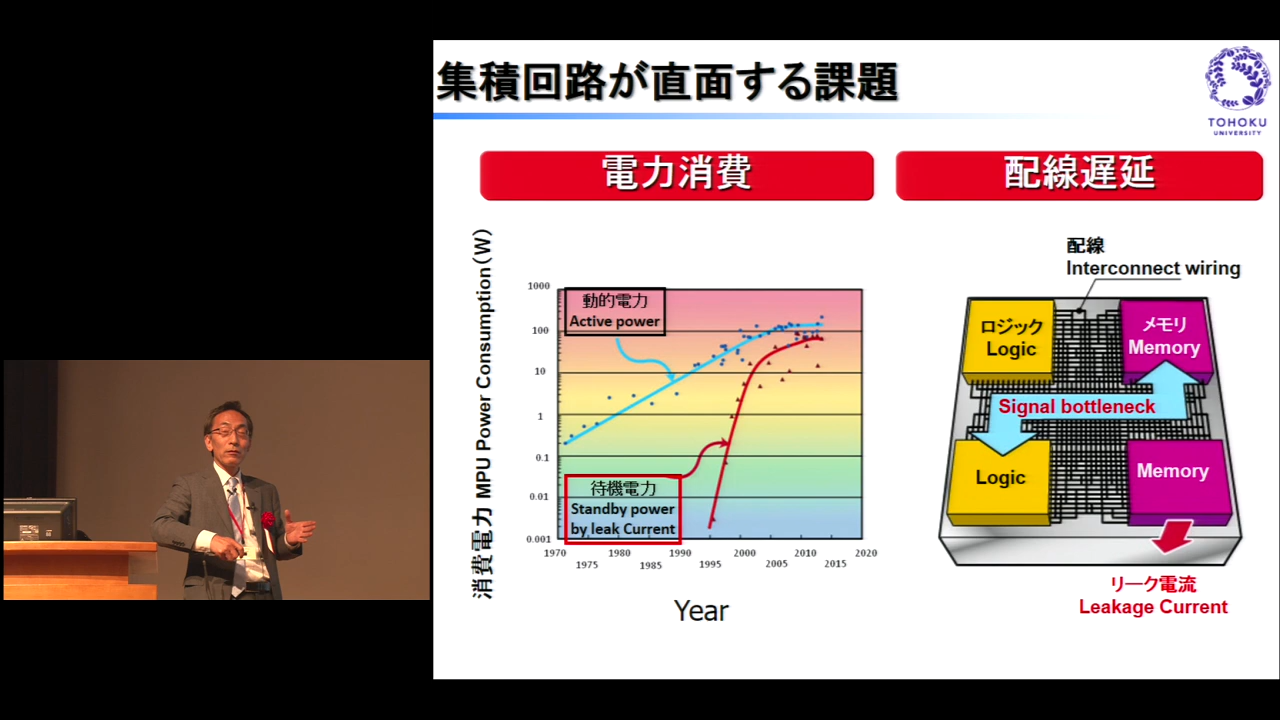 集積回路が直面する課題
TOHOKU
UNIVERSITY
電力消費
配線遅延
消費電力 MPU Power Consumption(W)
1000
100
10
1
0.1
0.01
0.001
動的電力
Active power
待機電力
Standby power
by leak Current
1970
1980
1990
2000
2010
2020
1975
1985
1995
2005
2015
Year
配線
Interconnect wiring
ロジック
Logic
メモリ
Memory
Signal bottleneck
Logic
Memory
リーク電流
Leakage Current